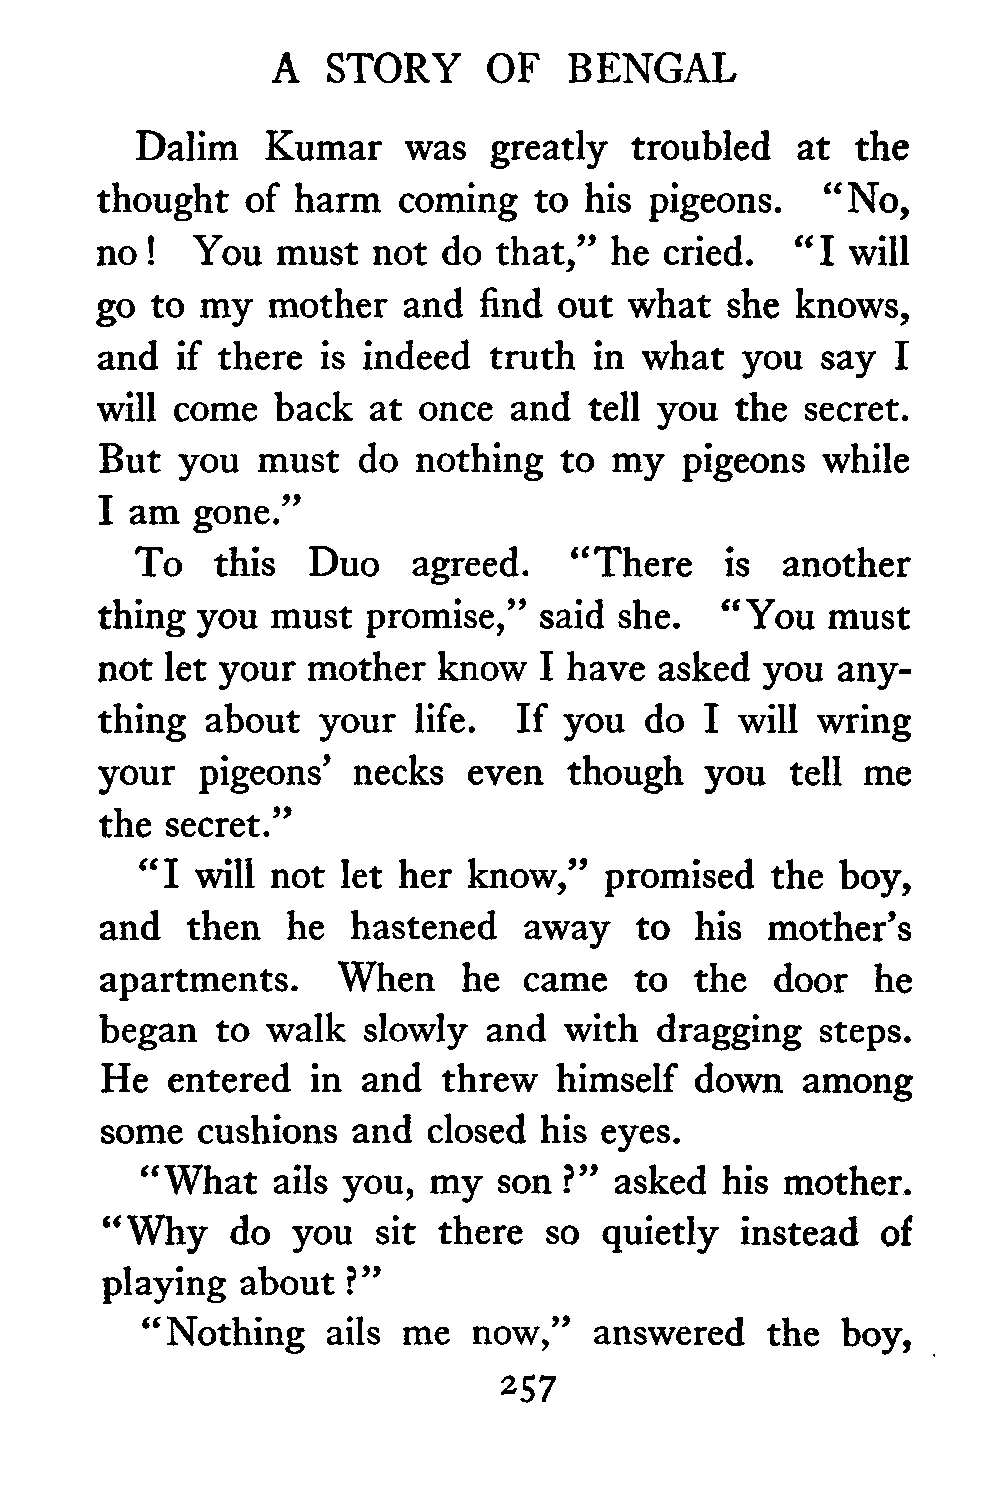 A STORY OF BENGAL
Dalim Kumar was greatly troubled at the
thought of harm coming to his pigeons. “No,
no! You must not do that,” he cried. “I will
go to my mother and find out what she knows,
and if there is indeed truth in what you say I
will come back at once and tell you the secret.
But you must do nothing to my pigeons while
I am gone.”
To this Duo agreed. “There is another
thing you must promise,” said she. “You must
not let your mother know I have asked you any-
thing about your life. If you do I will wring
your pigeons’ necks even though you tell me
the secret.”
“I will not let her know,” promised the boy,
and then he hastened away to his mother’s
apartments. When he came to the door he
began to walk slowly and with dragging steps.
He entered in and threw himself down among
some cushions and closed his eyes.
“What ails you, my son?” asked his mother.
“Why do you sit there so quietly instead of
playing about?”
“Nothing ails me now,” answered the boy,
257